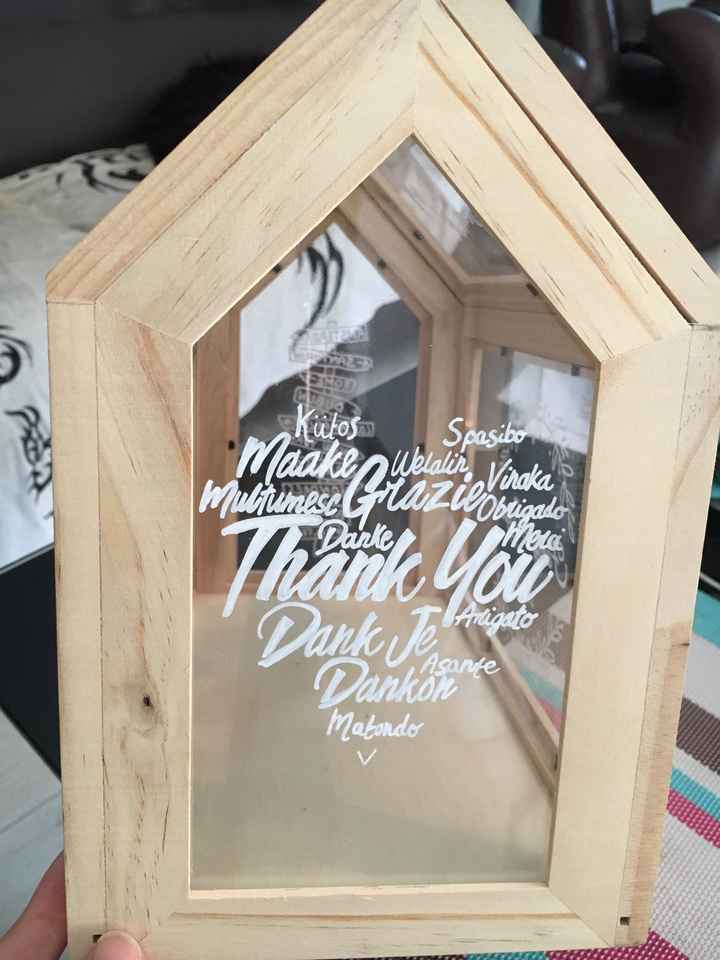 Kiitos
Spasibo
Maake
Welalin
Vinaka
Multumesc
Grazie
Obrigado
Danke
Merci
Thank You
Arigato
Dank Je
Asante
Dankon
Matondo